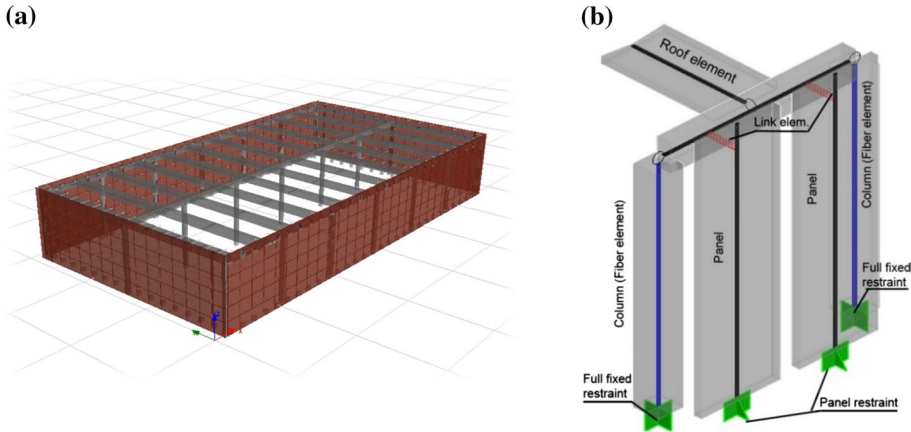 (a)
(b)
Roof element
Link elem.
Column (Fiber element)
Panel
Panel
Column (Fiber element)
Full fixed
restraint
Full fixed
restraint
Panel restraint